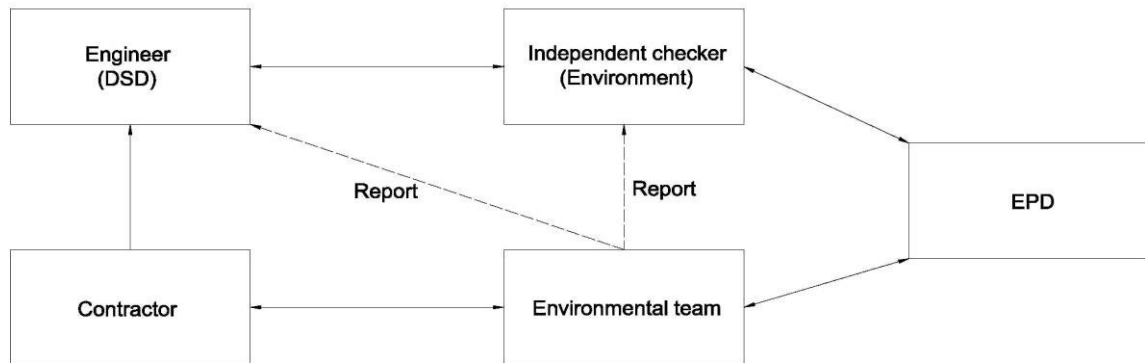 Engineer
(DSD)
Independent checker
(Environment)
Report
Report
EPD
Contractor
Environmental team